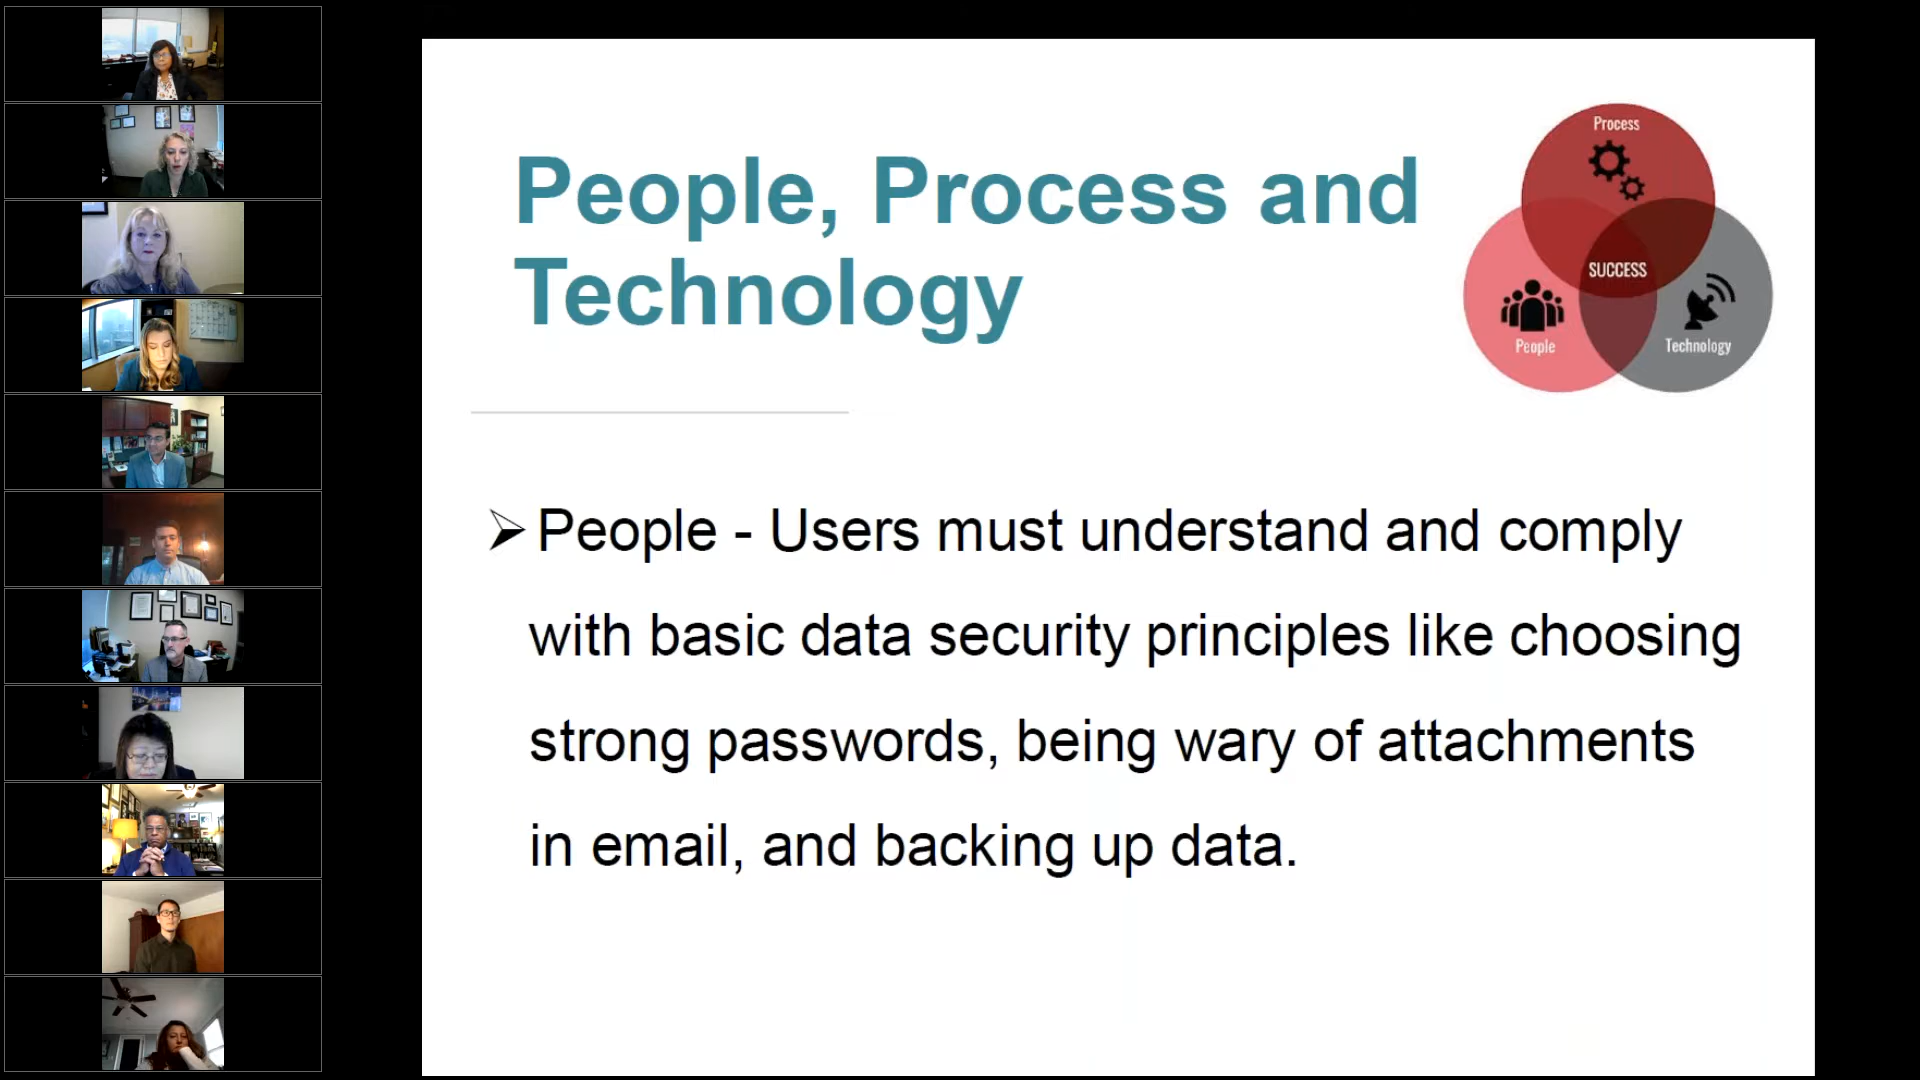 People, Process and
Technology
Process
SUCCESS
People
Technology
➢ People - Users must understand and comply
with basic data security principles like choosing
strong passwords, being wary of attachments
in email, and backing up data.